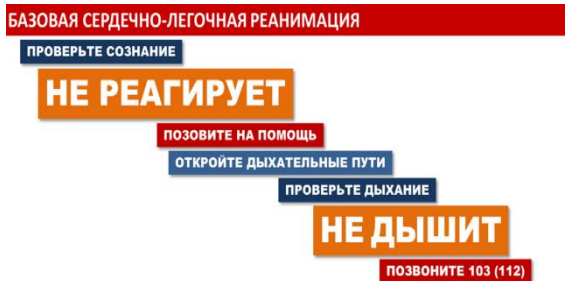 БАЗОВАЯ СЕРДЕЧНО-ЛЕГОЧНАЯ РЕАНИМАЦИЯ
ПРОВЕРЬТЕ СОЗНАНИЕ
НЕ РЕАГИРУЕТ
ПОЗОВИТЕ НА ПОМОЩЬ
ОТКРОЙТЕ ДЫХАТЕЛЬНЫЕ ПУТИ
ПРОВЕРЬТЕ ДЫХАНИЕ
НЕ ДЫШИТ
ПОЗВОНИТЕ 103 (112)